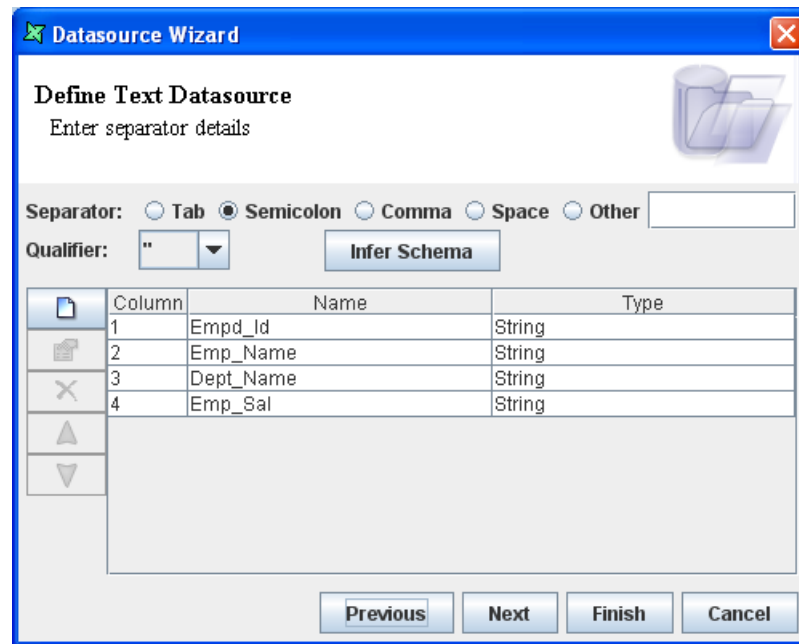 Datasource Wizard
Define Text Datasource
Enter separator details
Separator: Tab Semicolon Comma Space Other
Qualifier: " Infer Schema
Column Name Type
1 Empd_Id String
2 Emp_Name String
3 Dept_Name String
4 Emp_Sal String
Previous Next Finish Cancel